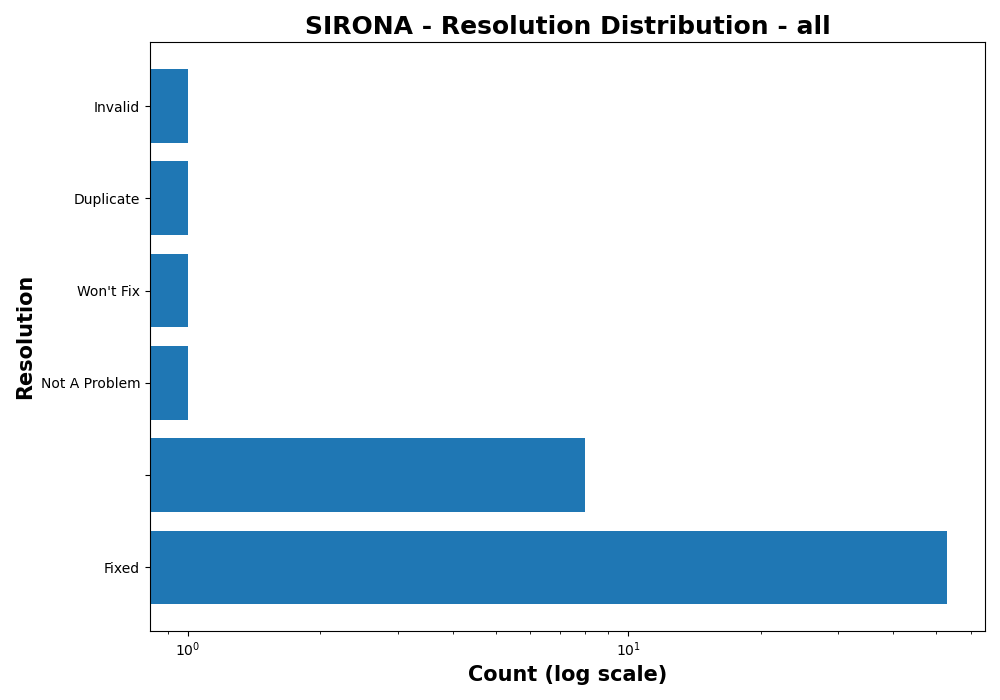 SIRONA - Resolution Distribution - all
Resolution
Invalid
Duplicate
Won't Fix
Not A Problem
Fixed
10⁰
10¹
Count (log scale)